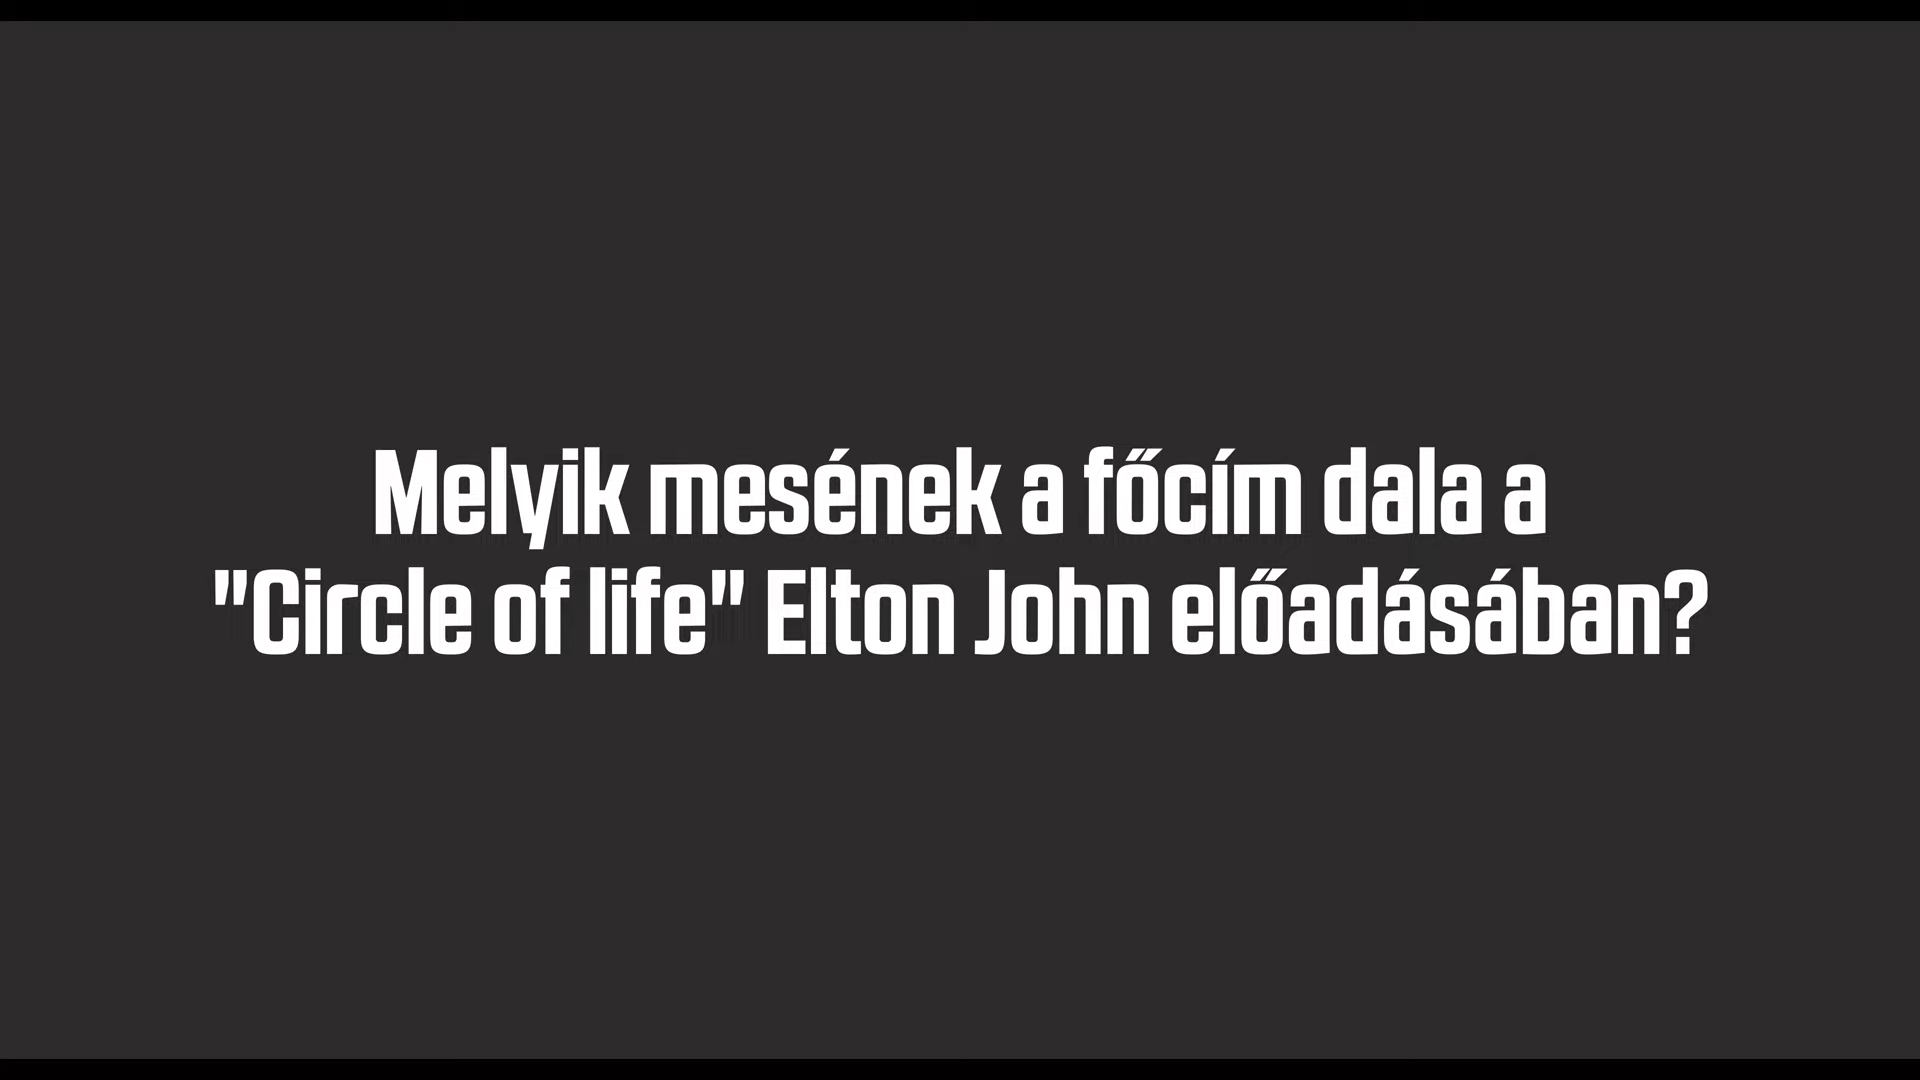 Melyik mesének a főcím dala a
"Circle of life" Elton John előadásában?